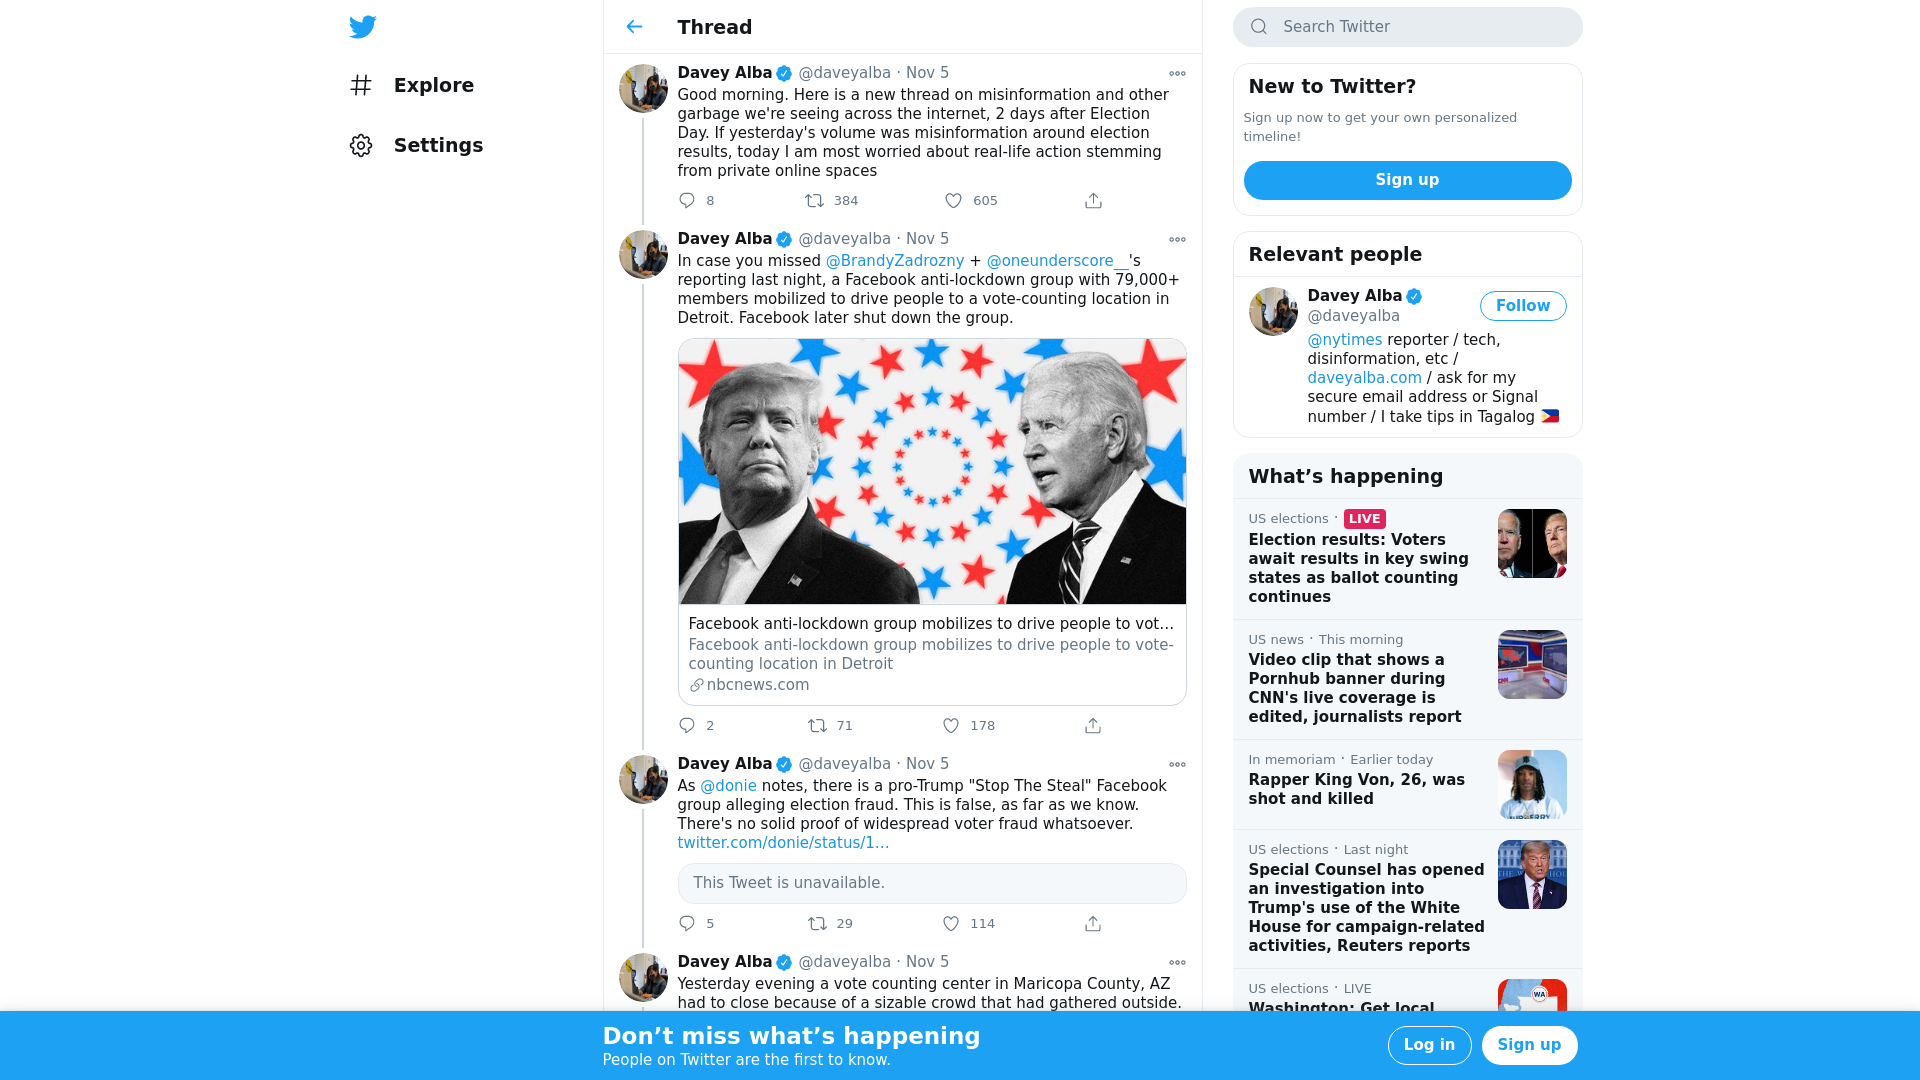 Explore
Settings
Thread
Davey Alba @daveyalba · Nov 5
Good morning. Here is a new thread on misinformation and other
garbage we're seeing across the internet, 2 days after Election
Day. If yesterday's volume was misinformation around election
results, today I am most worried about real-life action stemming
from private online spaces
8 384 605
Davey Alba @daveyalba · Nov 5
In case you missed @BrandyZadrozny + @oneunderscore__'s
reporting last night, a Facebook anti-lockdown group with 79,000+
members mobilized to drive people to a vote-counting location in
Detroit. Facebook later shut down the group.
Facebook anti-lockdown group mobilizes to drive people to vot…
Facebook anti-lockdown group mobilizes to drive people to vote-
counting location in Detroit
nbcnews.com
2 71 178
Davey Alba @daveyalba · Nov 5
As @donie notes, there is a pro-Trump "Stop The Steal" Facebook
group alleging election fraud. This is false, as far as we know.
There's no solid proof of widespread voter fraud whatsoever.
twitter.com/donie/status/1…
This Tweet is unavailable.
5 29 114
Davey Alba @daveyalba · Nov 5
Yesterday evening a vote counting center in Maricopa County, AZ
had to close because of a sizable crowd that had gathered outside.
Search Twitter
New to Twitter?
Sign up now to get your own personalized
timeline!
Sign up
Relevant people
Davey Alba
@daveyalba
Follow
@nytimes reporter / tech,
disinformation, etc /
daveyalba.com / ask for my
secure email address or Signal
number / I take tips in Tagalog
What's happening
US elections · LIVE
Election results: Voters
await results in key swing
states as ballot counting
continues
US news · This morning
Video clip that shows a
Pornhub banner during
CNN's live coverage is
edited, journalists report
In memoriam · Earlier today
Rapper King Von, 26, was
shot and killed
US elections · Last night
Special Counsel has opened
an investigation into
Trump's use of the White
House for campaign-related
activities, Reuters reports
US elections · LIVE
Washington: Get local
WA
Don't miss what's happening
People on Twitter are the first to know.
Log in
Sign up